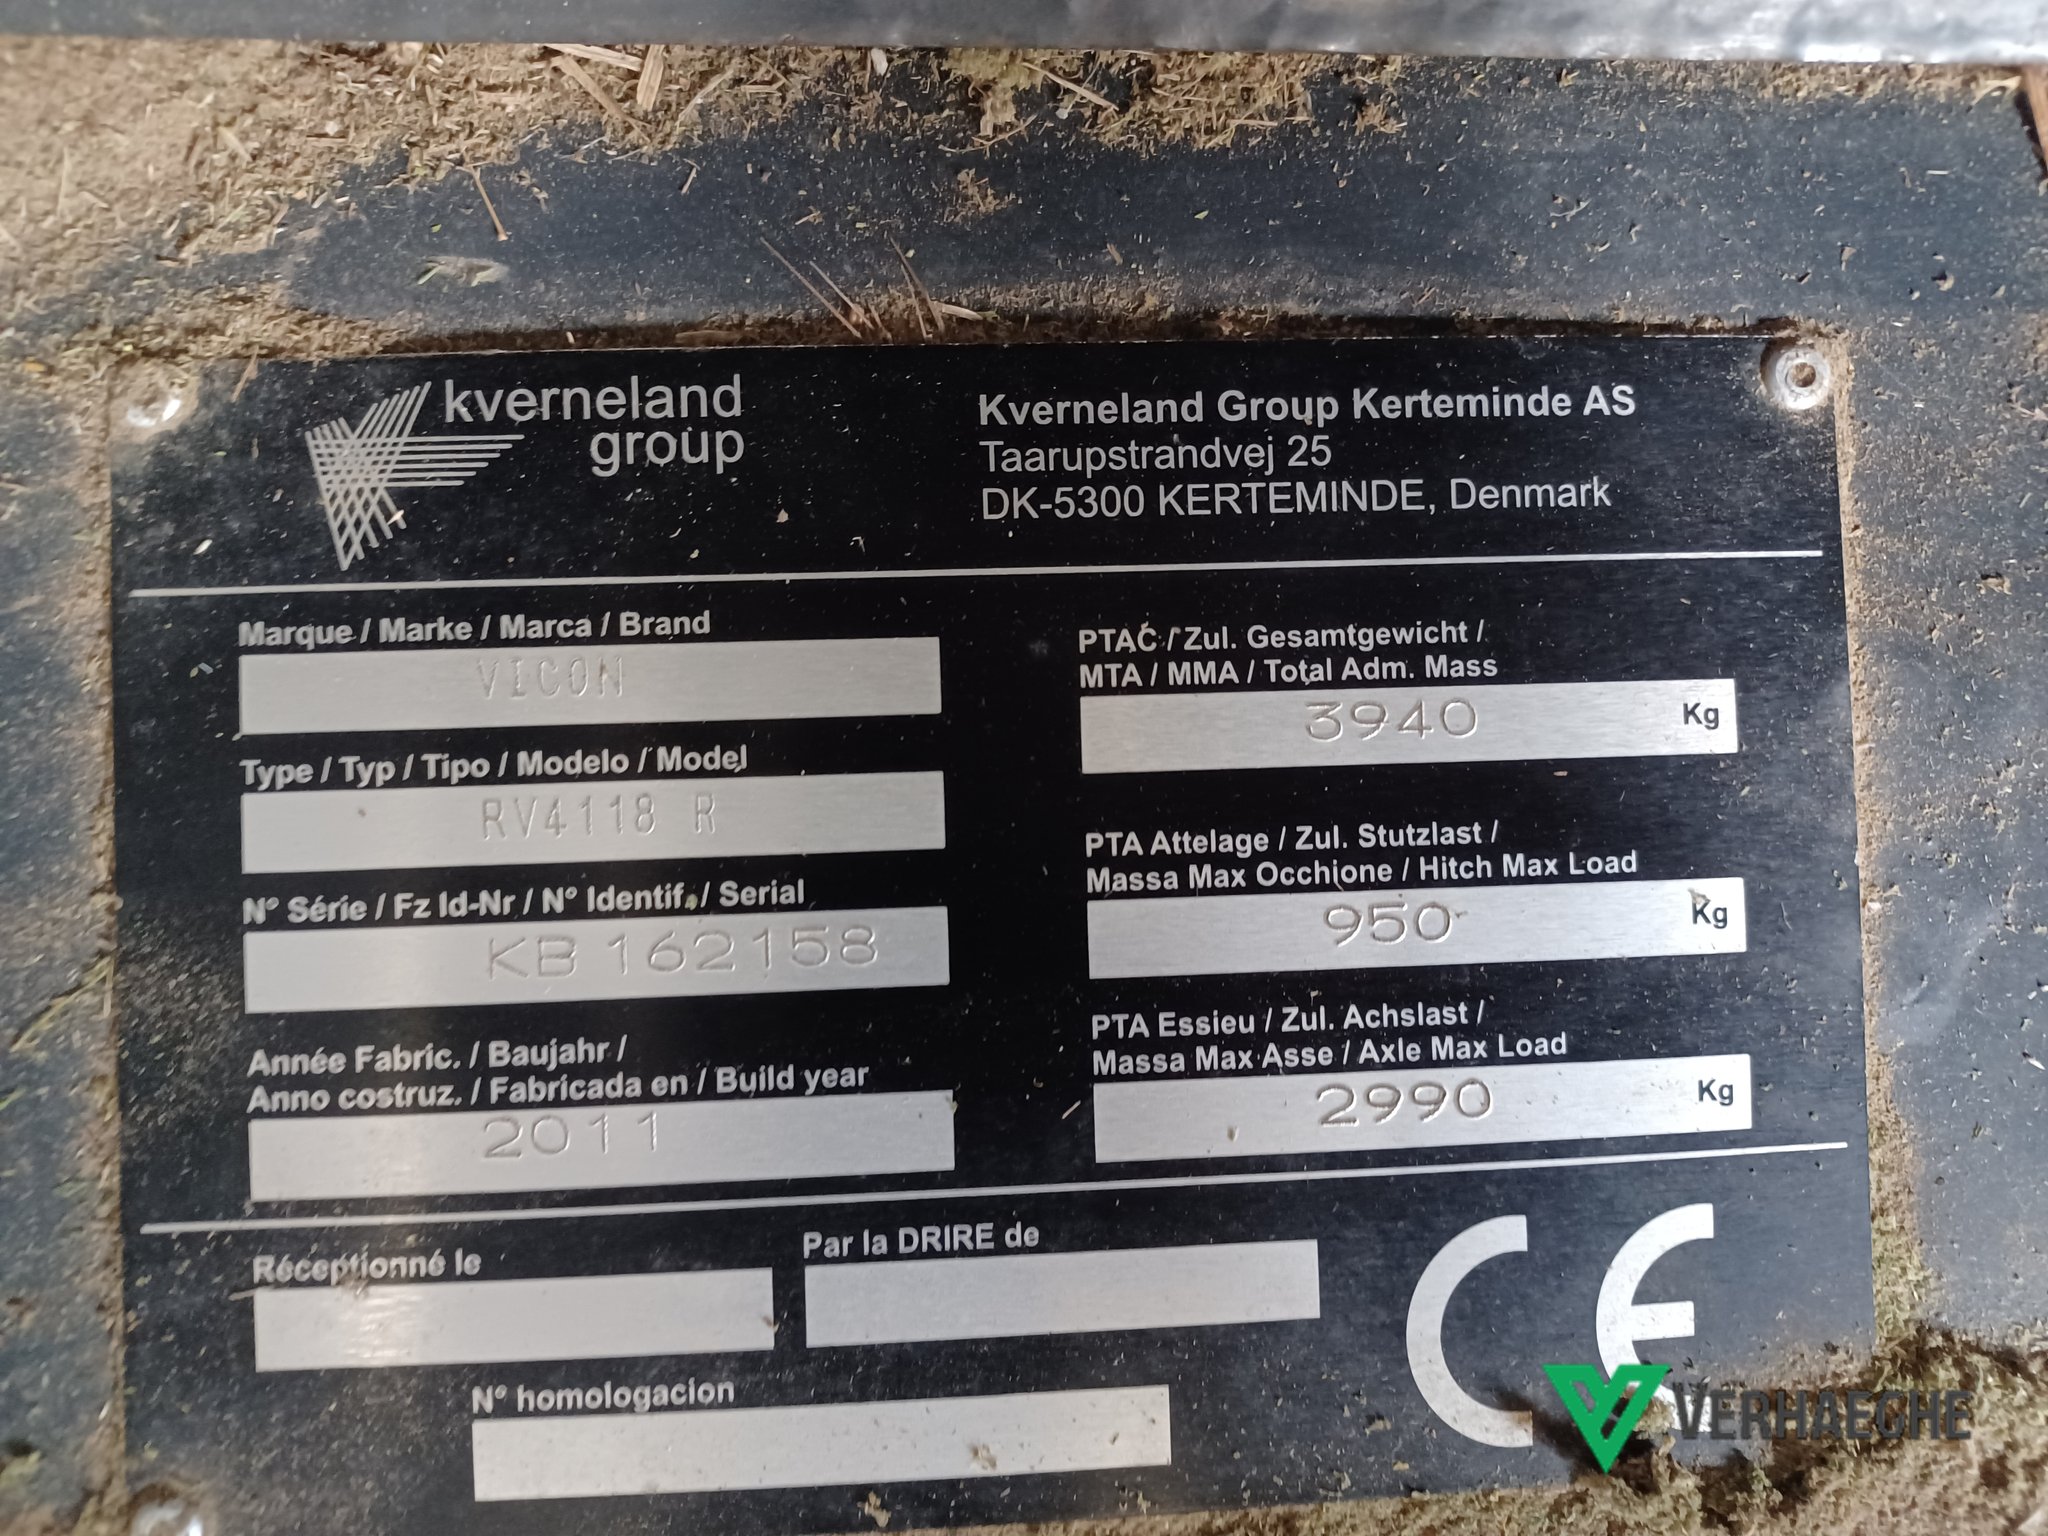 kverneland
group
Kverneland Group Kerteminde AS
Taarupstrandvej 25
DK-5300 KERTEMINDE, Denmark
Marque / Marke / Marca / Brand
VICON
Type / Typ / Tipo / Modelo / Model
RV4118 R
N° Série / Fz Id-Nr / N° Identif. / Serial
KB 162158
Année Fabric. / Baujahr /
Anno costruz. / Fabricada en / Build year
2011
PTAC / Zul. Gesamtgewicht /
MTA / MMA / Total Adm. Mass
3940 Kg
PTA Attelage / Zul. Stutzlast /
Massa Max Occhione / Hitch Max Load
950 Kg
PTA Essieu / Zul. Achslast /
Massa Max Asse / Axle Max Load
2990 Kg
Réceptionné le
Par la DRIRE de
N° homologacion
CE
VERHAEGHE